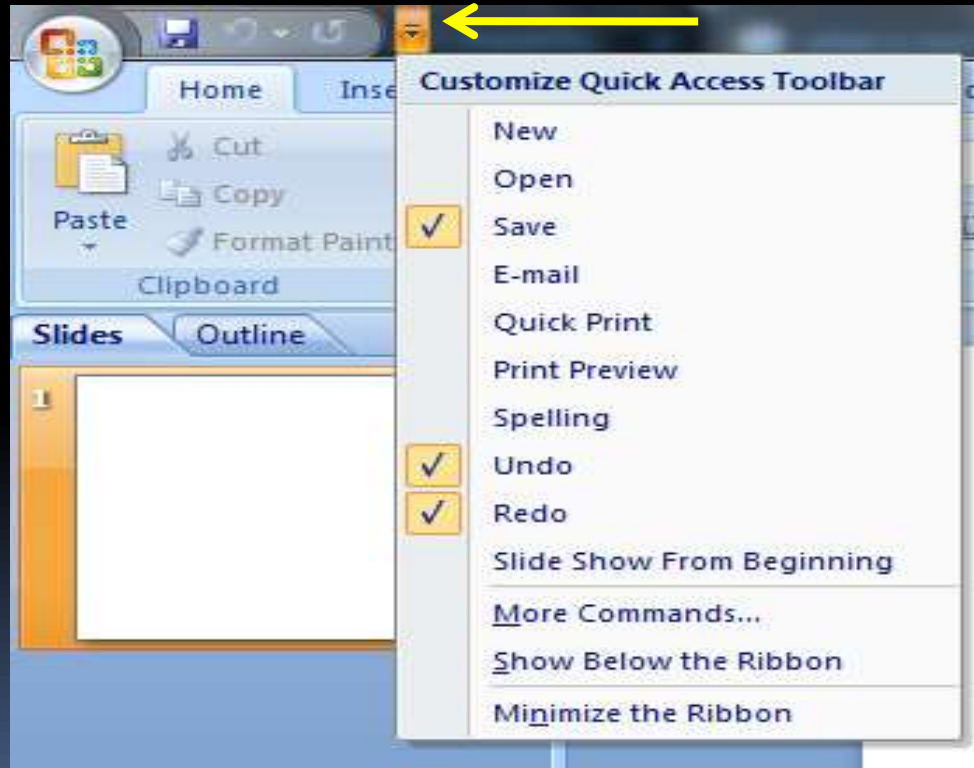 Home
Inse
Customize Quick Access Toolbar
Cut
Copy
Paste
Format Paint
Clipboard
Slides
Outline
1
New
Open
Save
E-mail
Quick Print
Print Preview
Spelling
Undo
Redo
Slide Show From Beginning
More Commands...
Show Below the Ribbon
Minimize the Ribbon